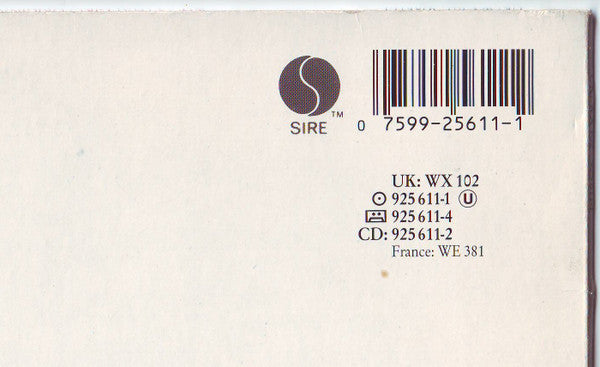 SIRE™
0 7599-25611-1
UK: WX 102
925 611-1 U
925 611-4
CD: 925 611-2
France: WE 381